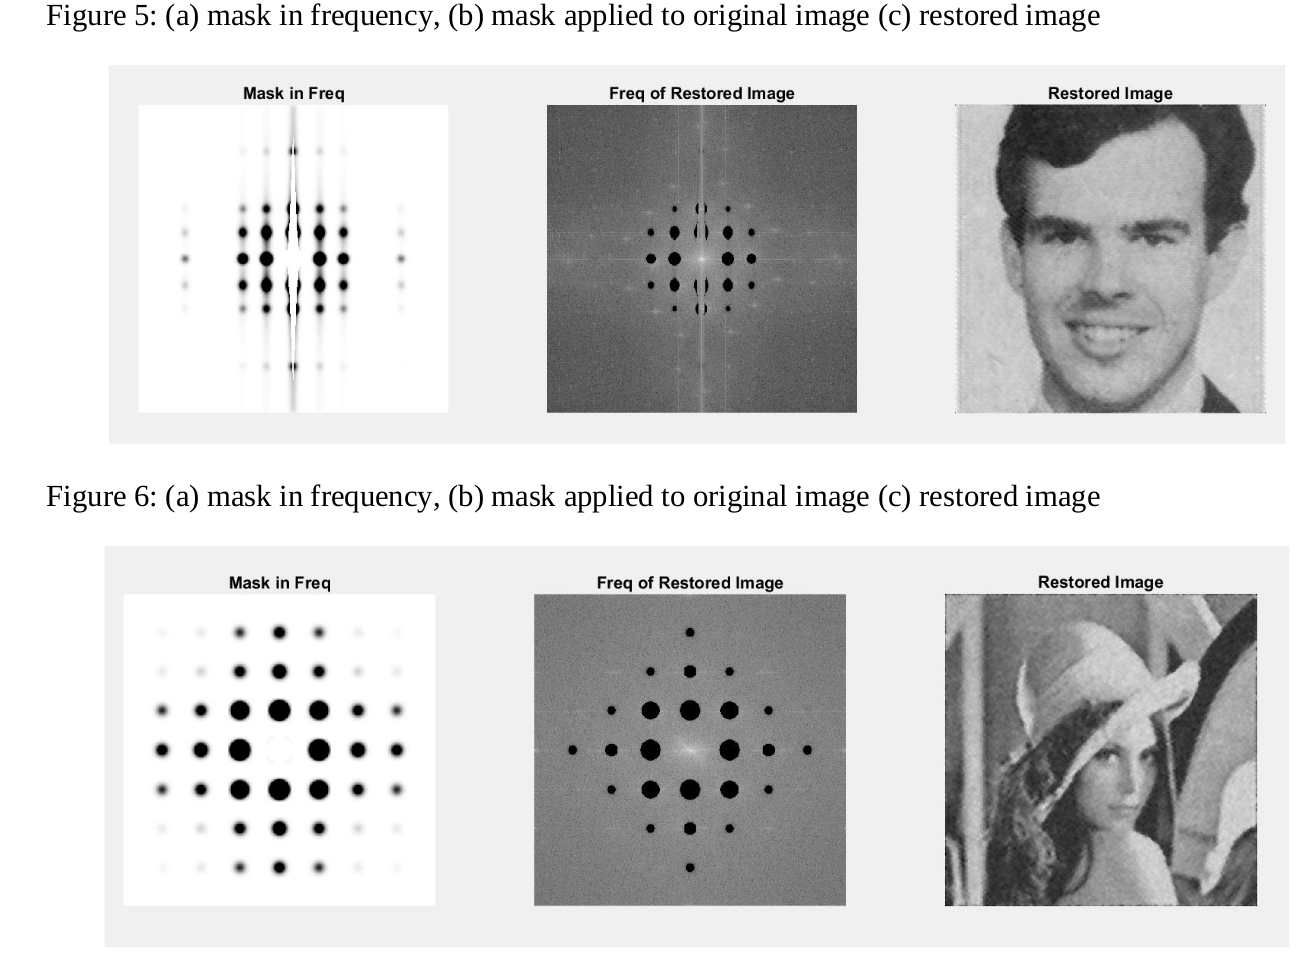 Figure 5: (a) mask in frequency, (b) mask applied to original image (c) restored image
Mask in Freq
Freq of Restored Image
Restored Image
Figure 6: (a) mask in frequency, (b) mask applied to original image (c) restored image
Mask in Freq
Freq of Restored Image
Restored Image